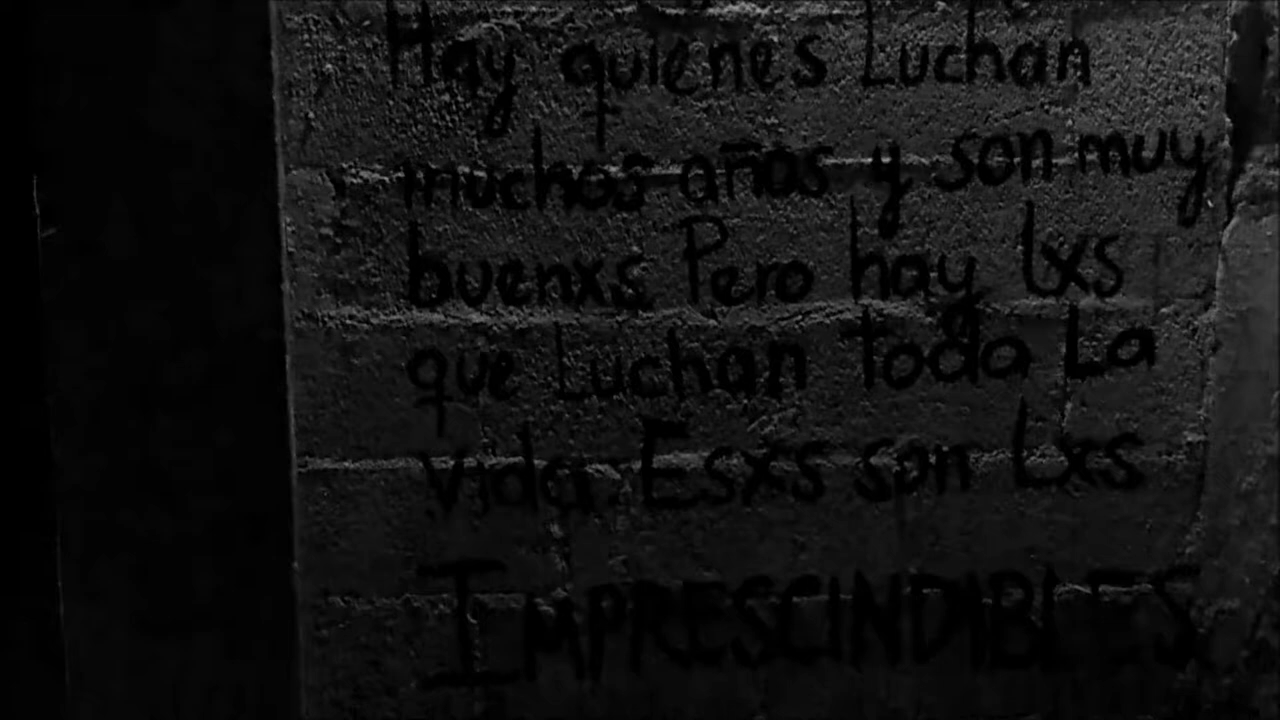 Hay quienes Luchan
muchos años y son muy
buenxs Pero hay lxs
que Luchan toda La
vida. Esxs son Lxs
IMPRESCINDIBLES